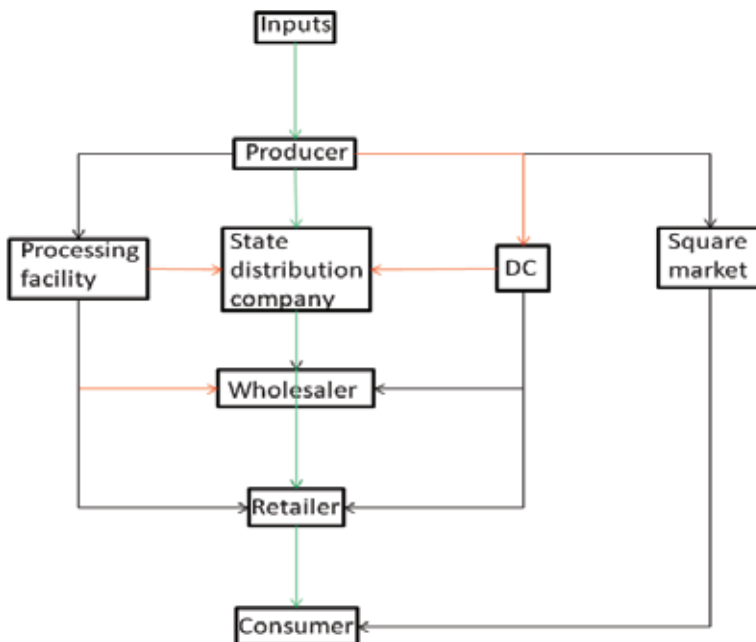 Inputs
Producer
Processing
facility
State
distribution
company
DC
Square
market
Wholesaler
Retailer
Consumer